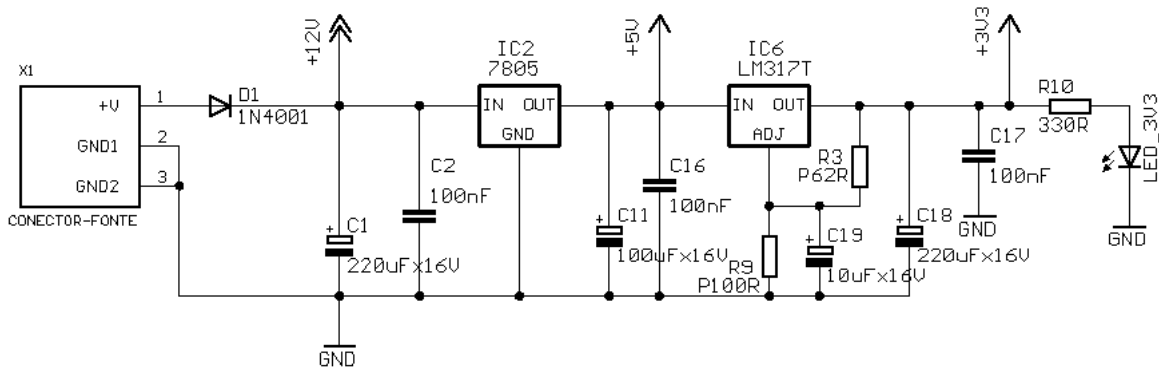 X1
+V
1
GND1
2
GND2
3
CONECTOR-FONTE
D1
1N4001
+12V
C1
220uFx16V
GND
C2
100nF
IC2
7805
IN OUT
GND
+5V
C11
100uFx16V
C16
100nF
IC6
LM317T
IN OUT
ADJ
R3
P62R
R9
P100R
+
C19
10uFx16V
+
C18
220uFx16V
+
+
C17
100nF
GND
+3V3
R10
330R
LED_3V3
GND